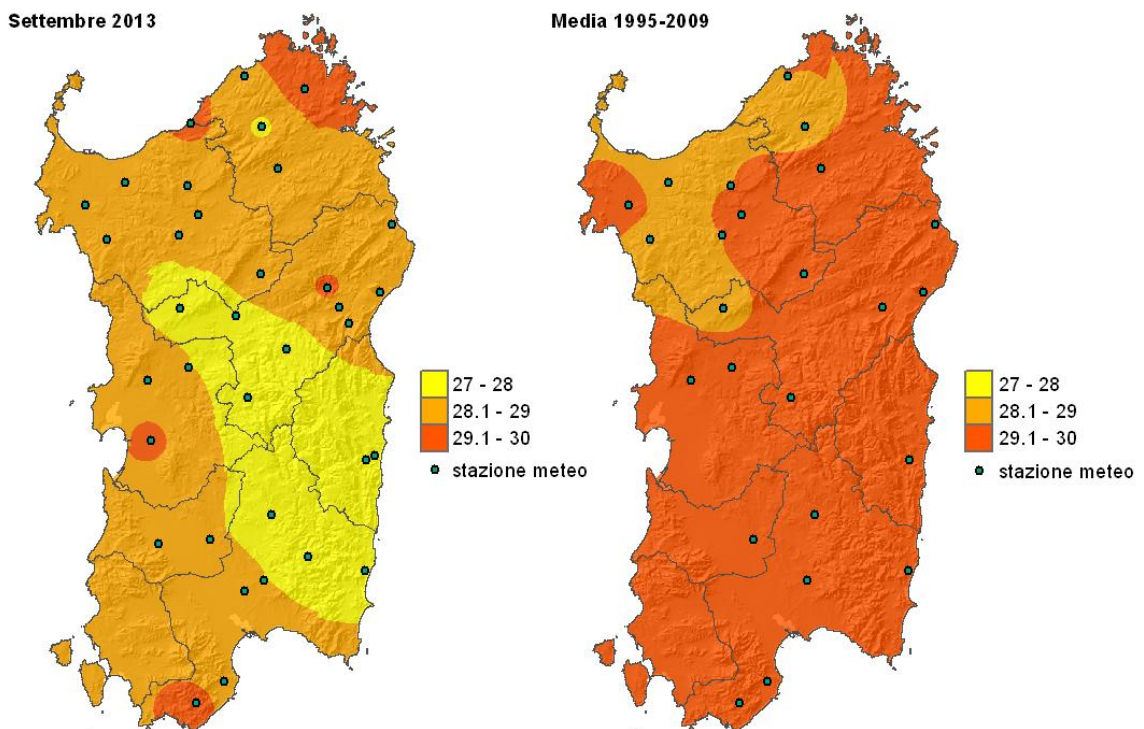 Settembre 2013
27 - 28
28.1 - 29
29.1 - 30
stazione meteo
Media 1995-2009
27 - 28
28.1 - 29
29.1 - 30
stazione meteo